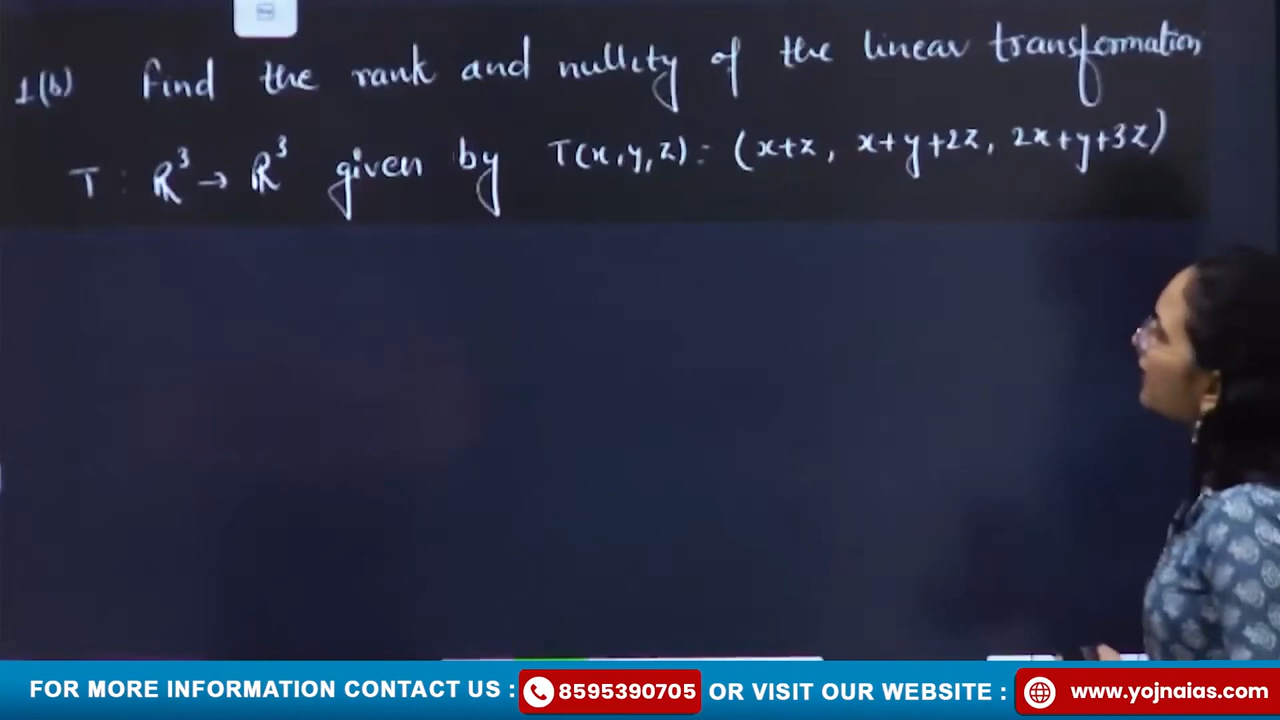 1(b) Find the rank and nullity of the linear transformation
T : R³ → R³ given by T(x,y,z) = (x+z, x+y+2z, 2x+y+3z)
FOR MORE INFORMATION CONTACT US : 8595390705 OR VISIT OUR WEBSITE : www.yojnaias.com